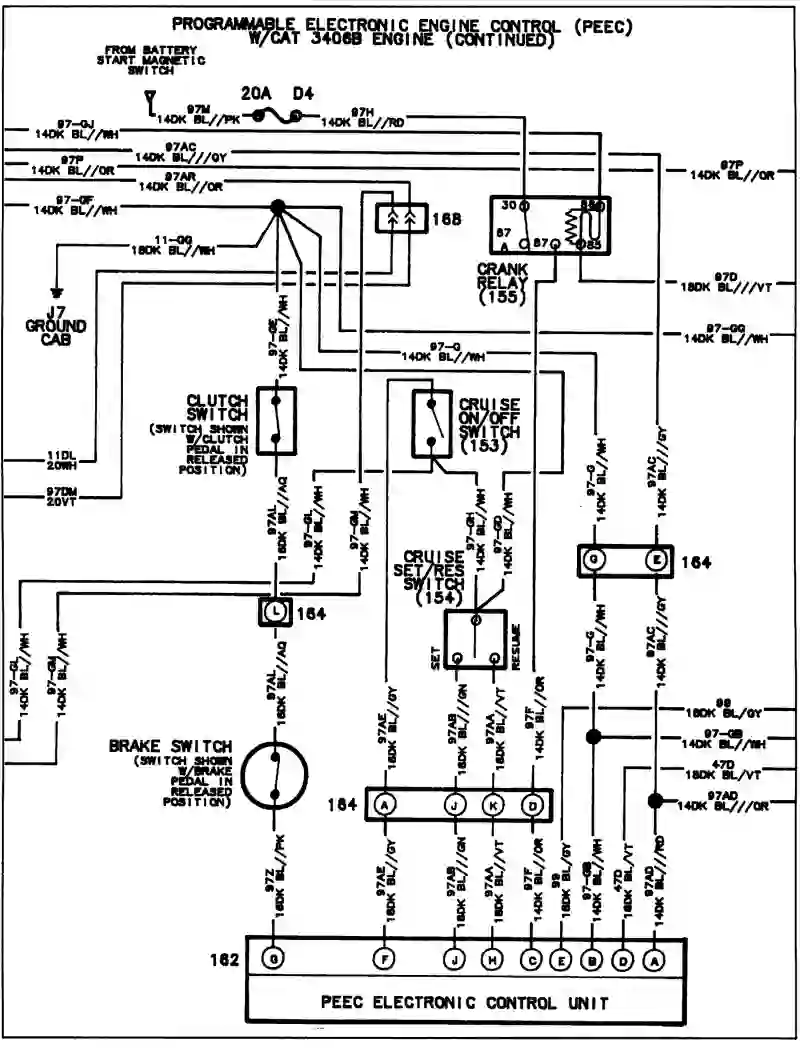 PROGRAMMABLE ELECTRONIC ENGINE CONTROL (PEEC)
W/CAT 3406B ENGINE (CONTINUED)
FROM BATTERY
START MAGNETIC
SWITCH
20A D4
97M
14DK BL//PK
97H
14DK BL//RD
97-GJ
14DK BL//WH
97AC
14DK BL///GY
97P
14DK BL//OR
97P
14DK BL//OR
97AR
14DK BL//OR
97-GF
14DK BL//WH
168
30
86
87
A
87
85
11-GG
18DK BL//WH
CRANK
RELAY
(155)
97D
18DK BL///VT
J7
GROUND
CAB
97-GE
14DK BL//WH
97-GG
14DK BL//WH
97-G
14DK BL//WH
CLUTCH
SWITCH
(SWITCH SHOWN
W/CLUTCH
PEDAL IN
RELEASED
POSITION)
CRUISE
ON/OFF
SWITCH
(153)
11DL
20WH
97DM
20VT
97AL
16DK BL//AQ
97-GL
14DK BL//WH
97-GM
14DK BL//WH
97-GH
14DK BL//WH
97-GD
14DK BL//WH
97-G
14DK BL//WH
97AC
14DK BL///GY
CRUISE
SET/RES
SWITCH
(154)
G
E
164
L
164
97-GL
14DK BL//WH
97-GM
14DK BL//WH
97AL
16DK BL//AQ
SET
RESUME
97-G
14DK BL//WH
97AC
14DK BL///GY
97AE
16DK BL/GY
97AB
16DK BL///GN
97AA
16DK BL//VT
97F
14DK BL//OR
99
18DK BL/GY
97-GB
14DK BL//WH
47D
18DK BL/VT
97AD
14DK BL///OR
BRAKE SWITCH
(SWITCH SHOWN
W/BRAKE
PEDAL IN
RELEASED
POSITION)
164
A
J
K
D
97Z
16DK BL//PK
97AE
16DK BL/GY
97AB
16DK BL//GN
97AA
16DK BL//VT
97F
14DK BL//OR
99
18DK BL/GY
97-GB
14DK BL//WH
47D
18DK BL/VT
97AD
14DK BL///RD
162
G
F
J
H
C
E
B
D
A
PEEC ELECTRONIC CONTROL UNIT